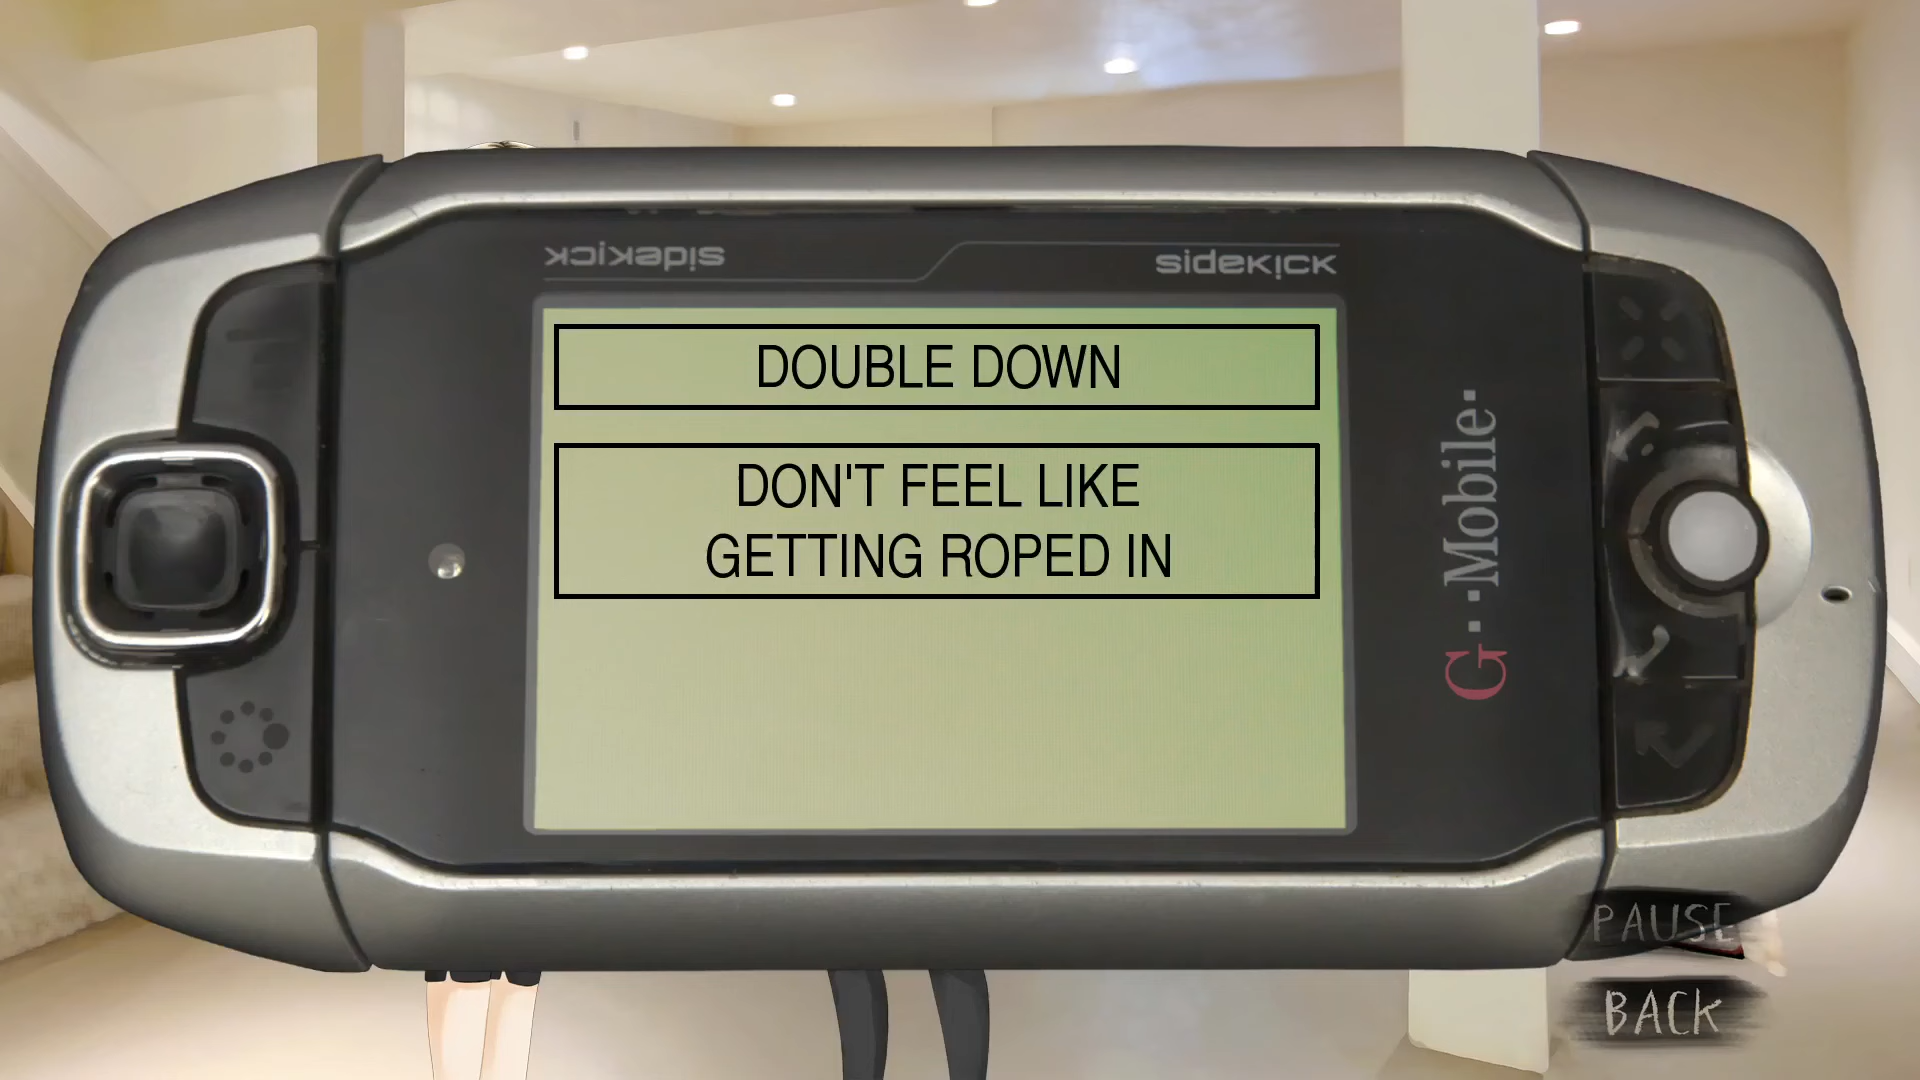 sidekick
sidekick
DOUBLE DOWN
DON'T FEEL LIKE
GETTING ROPED IN
G··Mobile·
PAUSE
BACK